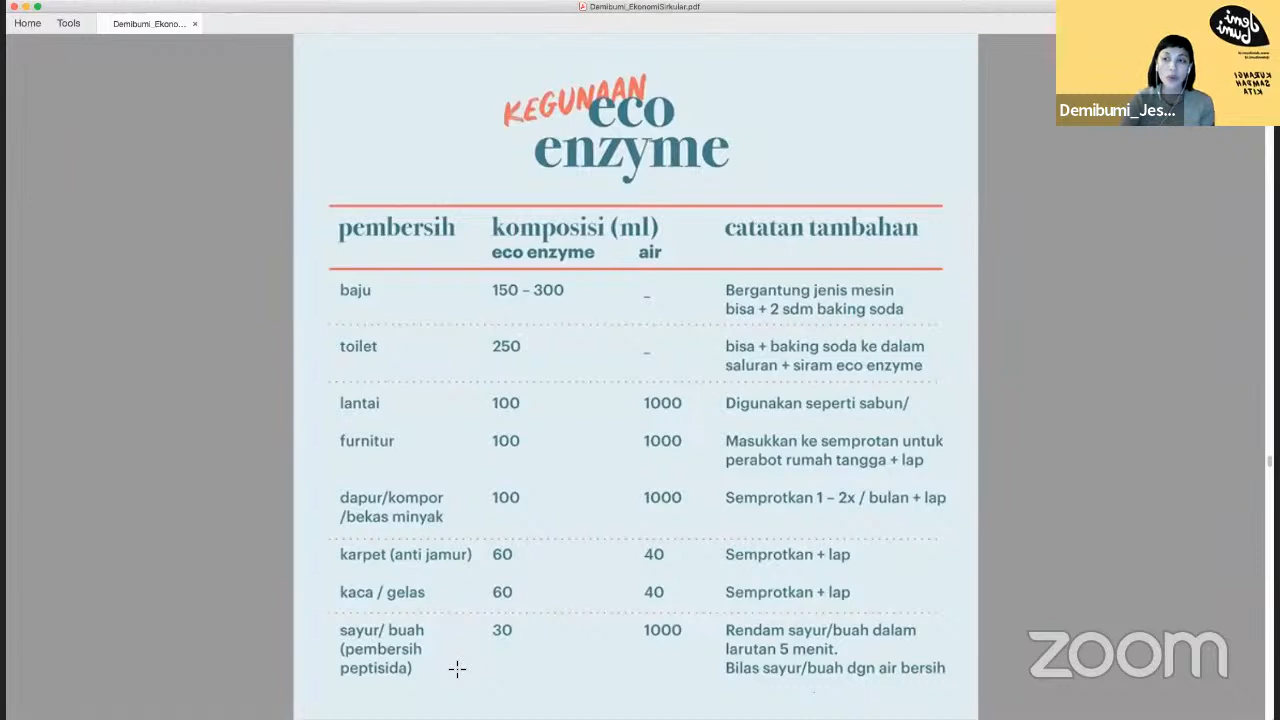 Demibumi_EkonomiSirkular.pdf
Home Tools Demibumi_Ekono... ×
demi
bumi
KURANGI
SAMPAH
KITA
Demibumi_Jes...
KEGUNAAN
eco
enzyme
pembersih komposisi (ml) catatan tambahan
eco enzyme air
baju 150 – 300 – Bergantung jenis mesin
bisa + 2 sdm baking soda
toilet 250 – bisa + baking soda ke dalam
saluran + siram eco enzyme
lantai 100 1000 Digunakan seperti sabun/
furnitur 100 1000 Masukkan ke semprotan untuk
perabot rumah tangga + lap
dapur/kompor 100 1000 Semprotkan 1 – 2x / bulan + lap
/bekas minyak
karpet (anti jamur) 60 40 Semprotkan + lap
kaca / gelas 60 40 Semprotkan + lap
sayur/ buah 30 1000 Rendam sayur/buah dalam
(pembersih larutan 5 menit.
peptisida) Bilas sayur/buah dgn air bersih
zoom